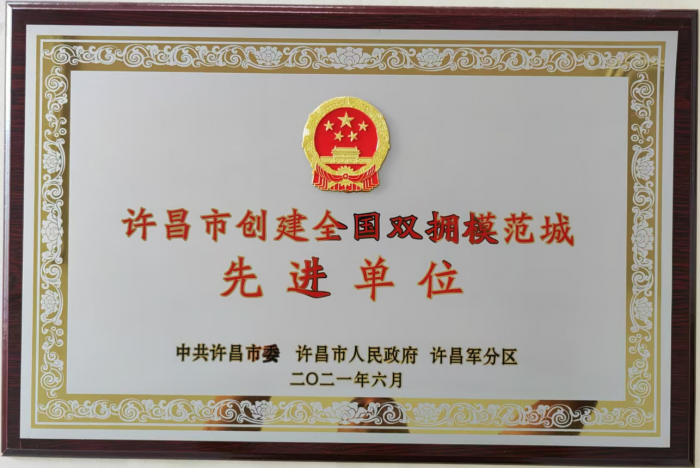 许昌市创建全国双拥模范城
先进单位
中共许昌市委 许昌市人民政府 许昌军分区
二〇二一年六月